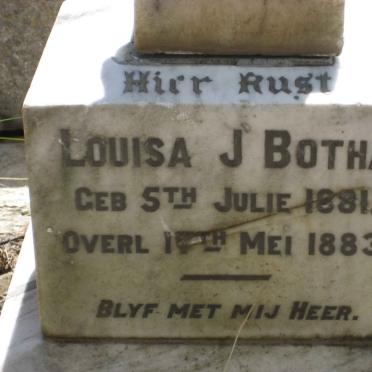 Hier Rust
LOUISA J BOTHA
GEB 5TH JULIE 1881.
OVERL MEI 1883
BLYF MET MIJ HEER.